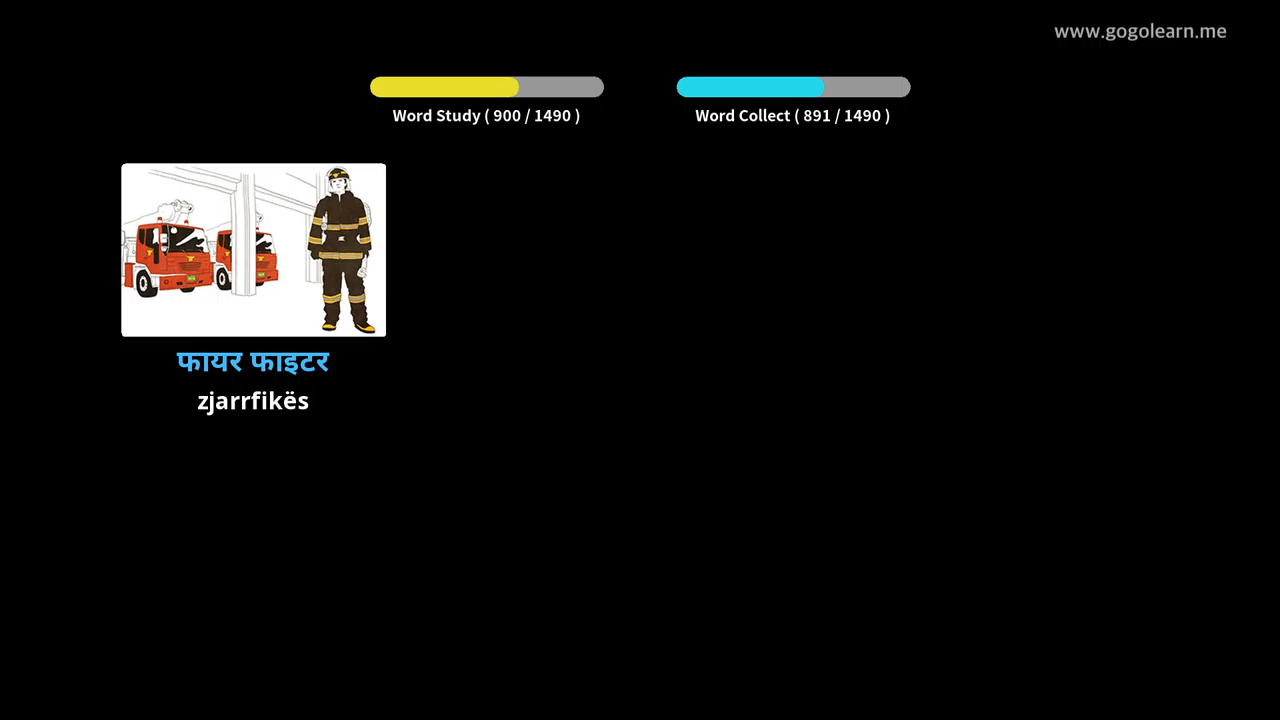 www.gogolearn.me
Word Study ( 900 / 1490 )
Word Collect ( 891 / 1490 )
फायर फाइटर
zjarrfikës